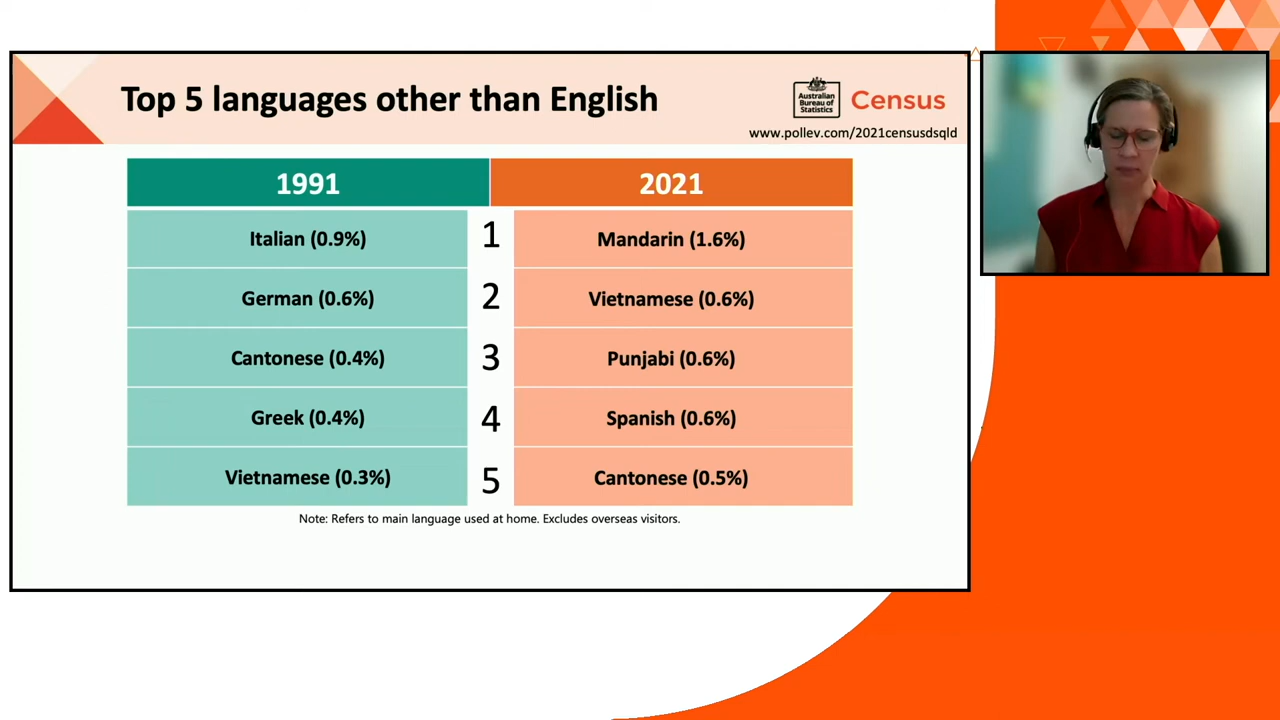 Top 5 languages other than English
Australian
Bureau of
Statistics
Census
www.pollev.com/2021censusdsqld
1991
2021
Italian (0.9%)
1
Mandarin (1.6%)
German (0.6%)
2
Vietnamese (0.6%)
Cantonese (0.4%)
3
Punjabi (0.6%)
Greek (0.4%)
4
Spanish (0.6%)
Vietnamese (0.3%)
5
Cantonese (0.5%)
Note: Refers to main language used at home. Excludes overseas visitors.